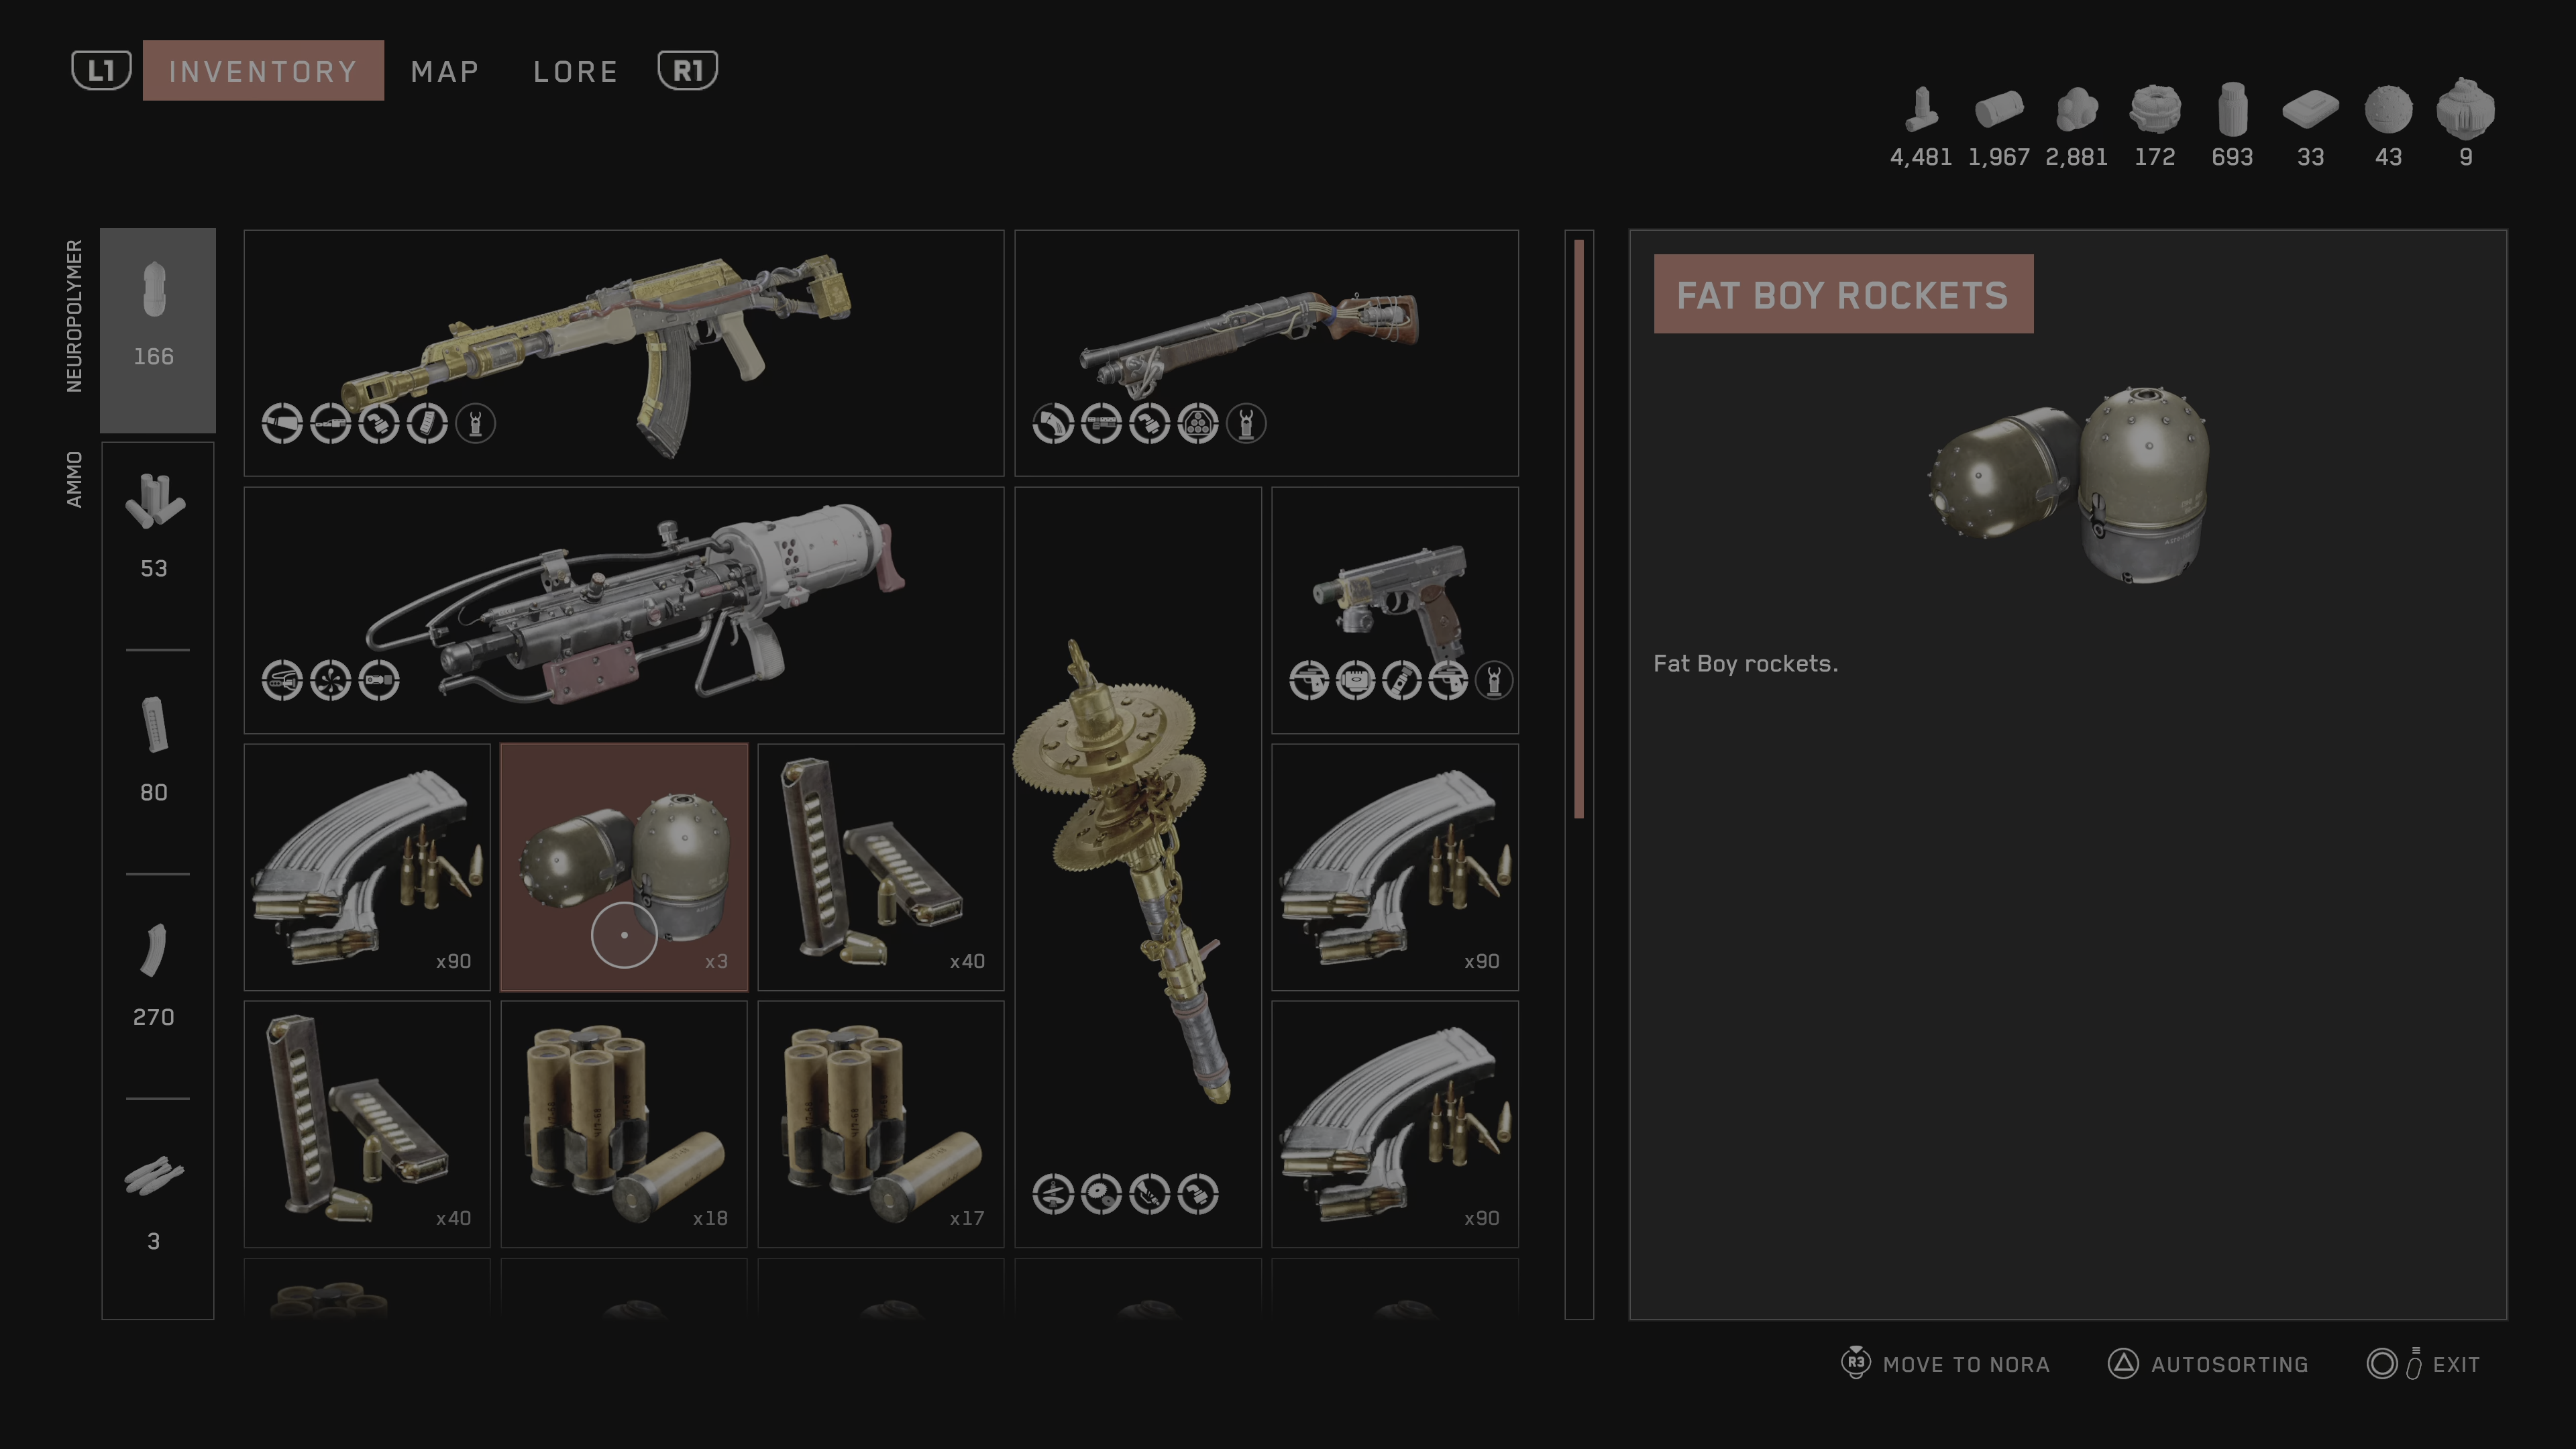 L1 INVENTORY MAP LORE R1
4,481 1,967 2,881 172 693 33 43 9
NEUROPOLYMER
166
AMMO
53
80
270
3
x90
x3
x40
x90
x40
x18
x17
x90
FAT BOY ROCKETS
Fat Boy rockets.
R3 MOVE TO NORA AUTOSORTING EXIT